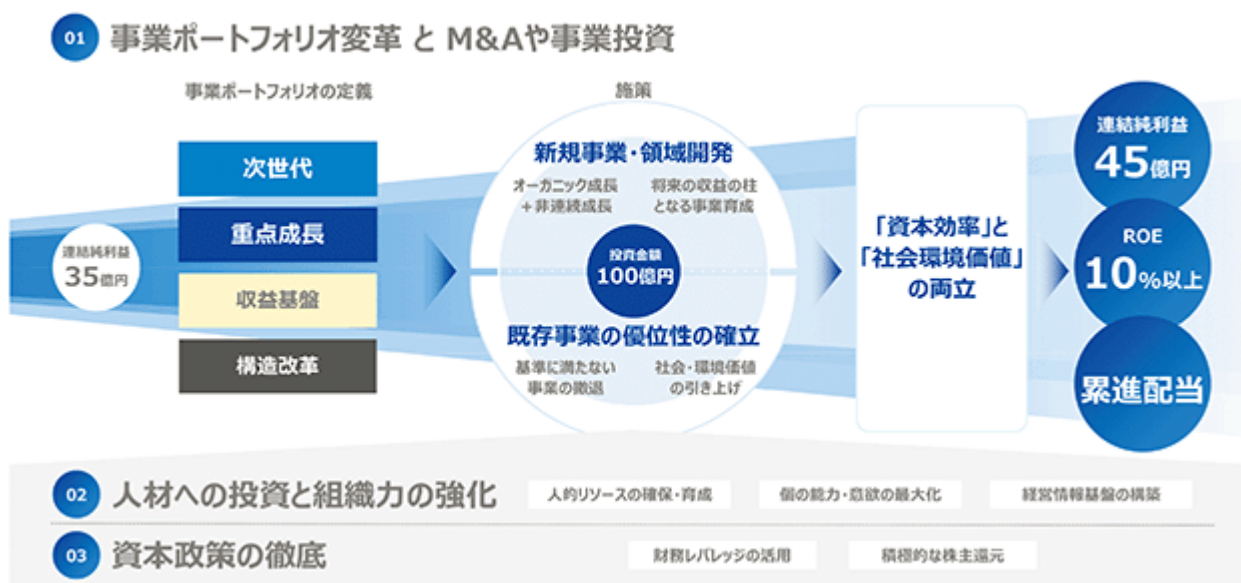 01 事業ポートフォリオ変革 と M&Aや事業投資
事業ポートフォリオの定義
施策
連結純利益
35億円
次世代
重点成長
収益基盤
構造改革
新規事業・領域開発
オーガニック成長
＋非連続成長
将来の収益の柱
となる事業育成
投資金額
100億円
既存事業の優位性の確立
基準に満たない
事業の撤退
社会・環境価値
の引き上げ
「資本効率」と
「社会環境価値」
の両立
連結純利益
45億円
ROE
10%以上
累進配当
02 人材への投資と組織力の強化
人的リソースの確保・育成
個の能力・意欲の最大化
経営情報基盤の構築
03 資本政策の徹底
財務レバレッジの活用
積極的な株主還元